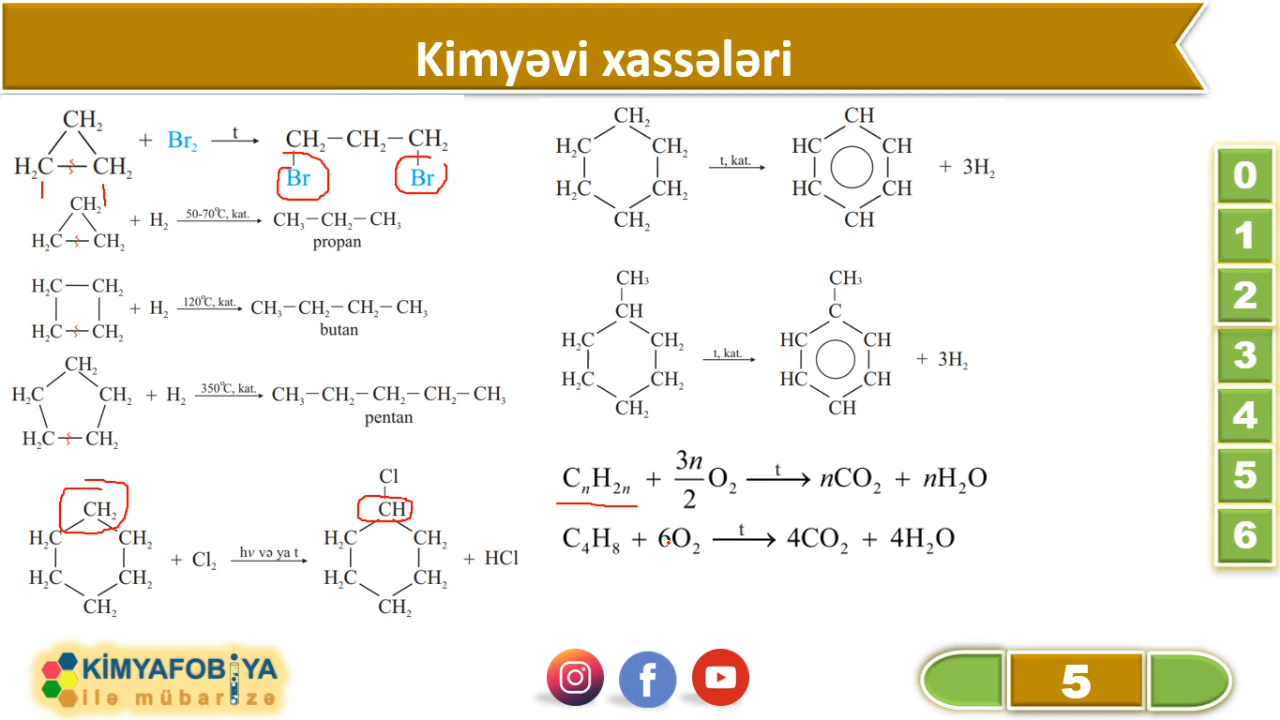 Kimyəvi xassələri
CH₂
H₂C CH₂ + Br₂ t → CH₂–CH₂–CH₂
Br Br
CH₂
H₂C–CH₂ + H₂ 50-70⁰C, kat. → CH₃–CH₂–CH₃
propan
H₂C–CH₂
H₂C–CH₂ + H₂ 120⁰C, kat. → CH₃–CH₂–CH₂–CH₃
butan
CH₂
H₂C CH₂ + H₂ 350⁰C, kat. → CH₃–CH₂–CH₂–CH₂–CH₃
H₂C–CH₂
pentan
Cl
CH₂ CH
H₂C CH₂ H₂C CH₂
+ Cl₂ hν və ya t → + HCl
H₂C CH₂ H₂C CH₂
CH₂ CH₂
CH₂ CH
H₂C CH₂ HC CH
t, kat. → + 3H₂
H₂C CH₂ HC CH
CH₂ CH
CH₃ CH₃
CH C
H₂C CH₂ HC CH
t, kat. → + 3H₂
H₂C CH₂ HC CH
CH₂ CH
CₙH₂ₙ + 3n/2 O₂ t → nCO₂ + nH₂O
C₄H₈ + 6O₂ t → 4CO₂ + 4H₂O
0
1
2
3
4
5
6
KİMYAFOBİYA
ilə mübarizə
5